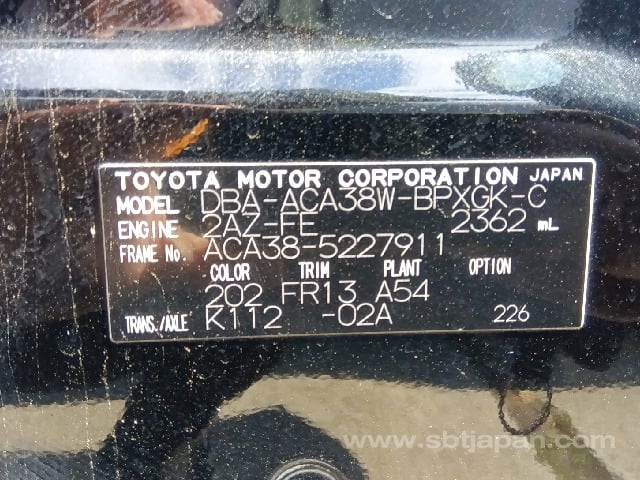 TOYOTA MOTOR CORPORATION JAPAN
MODEL DBA-ACA38W-BPXGK-C
ENGINE 2AZ-FE 2362 mL
FRAME No. ACA38-5227911
COLOR TRIM PLANT OPTION
202 FR13 A54
TRANS./AXLE K112 -02A 226
www.sbtjapan.com